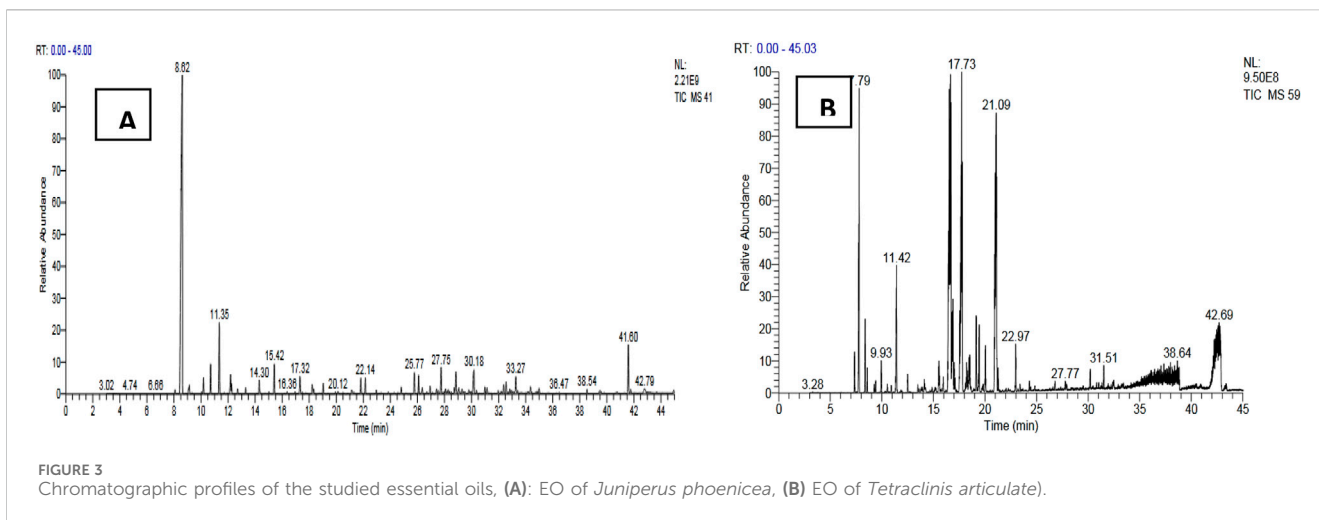 RT: 0.00 - 45.00
8.62
NL:
2.21E9
TIC MS 41
A
100
90
80
70
60
50
40
30
20
10
0
Relative Abundance
11.35
15.42
14.30
16.36
17.32
3.02
4.74
6.66
20.12
22.14
25.77
27.75
30.18
33.27
36.47
38.54
41.60
42.79
0 2 4 6 8 10 12 14 16 18 20 22 24 26 28 30 32 34 36 38 40 42 44
Time (min)
RT: 0.00 - 45.03
17.73
NL:
9.50E8
TIC MS 59
.79
B
21.09
100
90
80
70
60
50
40
30
20
10
0
Relative Abundance
11.42
9.93
3.28
22.97
27.77
31.51
38.64
42.69
0 5 10 15 20 25 30 35 40 45
Time (min)
FIGURE 3
Chromatographic profiles of the studied essential oils, (A): EO of Juniperus phoenicea, (B) EO of Tetraclinis articulate).